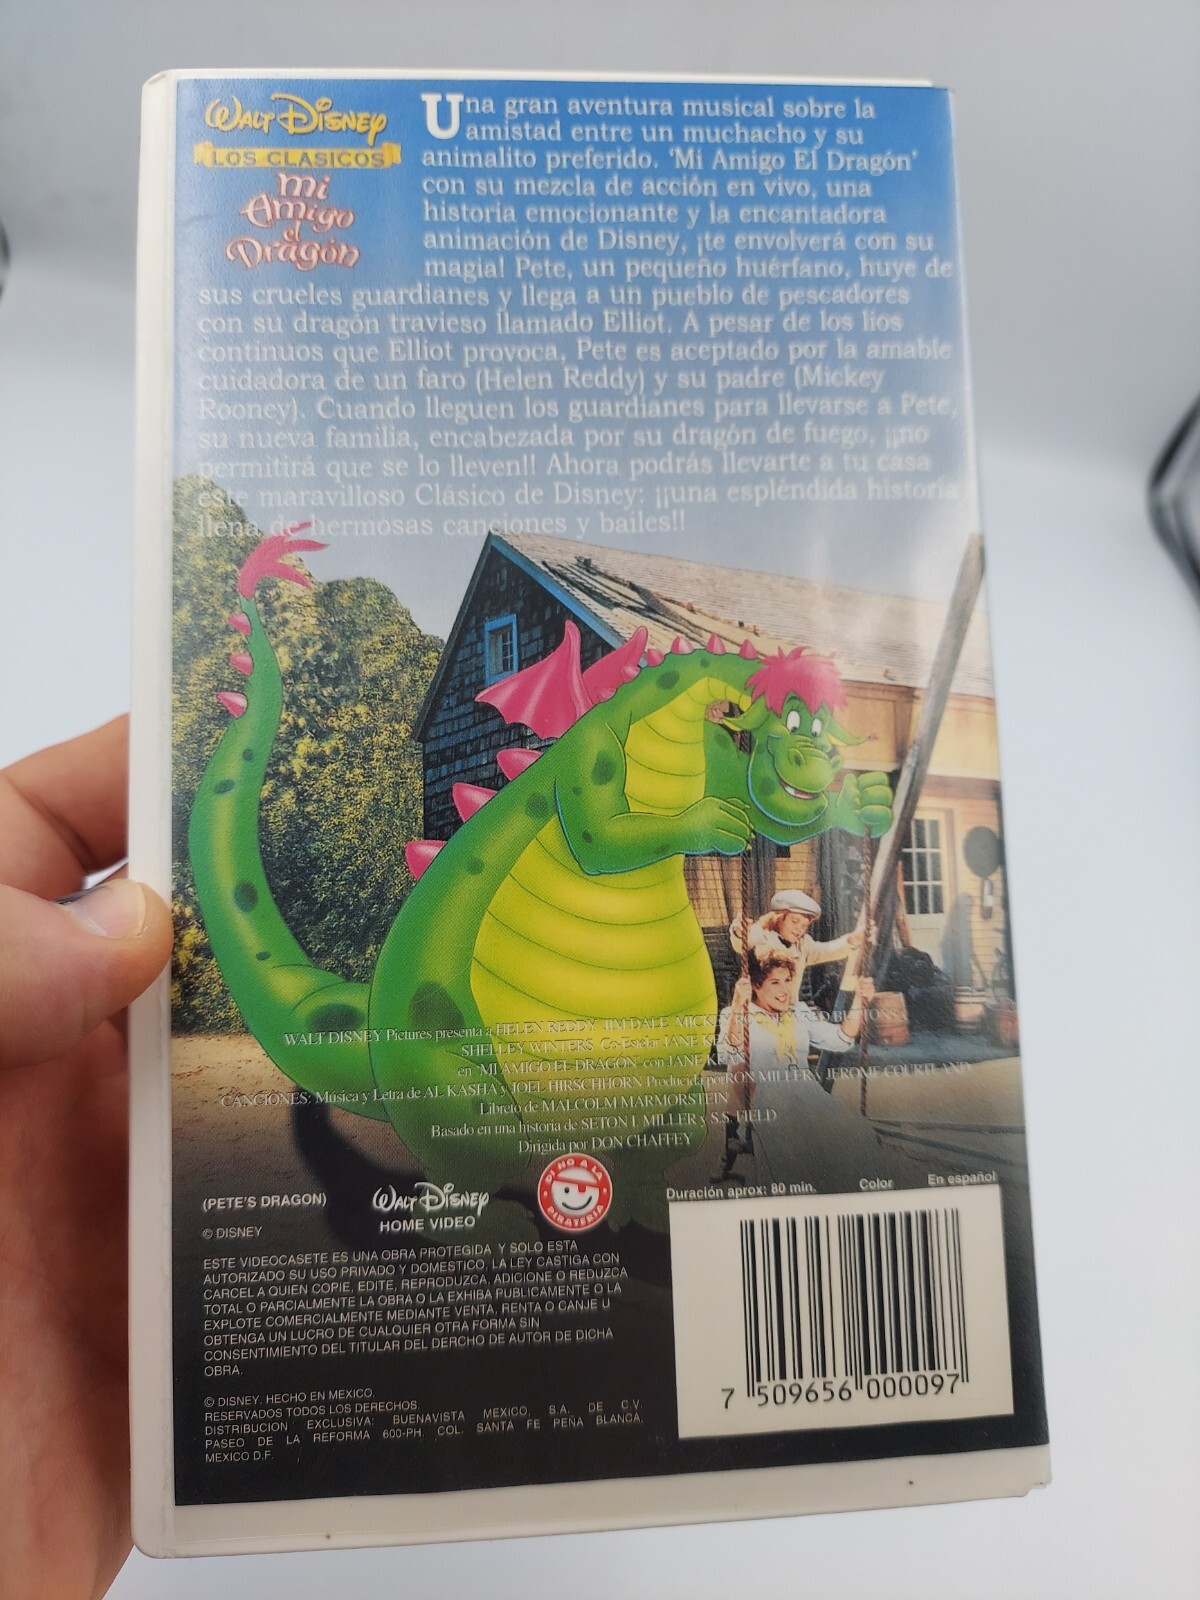 WALT DISNEY
LOS CLASICOS
Mi
Amigo
el
Dragón
Una gran aventura musical sobre la
amistad entre un muchacho y su
animalito preferido. 'Mi Amigo El Dragón'
con su mezcla de acción en vivo, una
historia emocionante y la encantadora
animación de Disney, ¡te envolverá con su
magia! Pete, un pequeño huérfano, huye de
sus crueles guardianes y llega a un pueblo de pescadores
con su dragón travieso llamado Elliot. A pesar de los lios
continuos que Elliot provoca, Pete es aceptado por la amable
cuidadora de un faro (Helen Reddy) y su padre (Mickey
Rooney). Cuando lleguen los guardianes para llevarse a Pete,
su nueva familia, encabezada por su dragón de fuego, ¡¡no
permitirá que se lo lleven!! Ahora podrás llevarte a tu casa
este maravilloso Clásico de Disney: ¡¡una espléndida historia
llena de hermosas canciones y bailes!!
WALT DISNEY Pictures presenta a HELEN REDDY JIM DALE MICKEY ROONEY RED BUTTONS
SHELLEY WINTERS Co-Estelar JANE KEAN
en "MI AMIGO EL DRAGÓN" con JANE KEAN
CANCIONES: Música y Letra de AL KASHA y JOEL HIRSCHHORN Producida por RON MILLER y JEROME COURTLAND
Libreto de MALCOLM MARMORSTEIN
Basado en una historia de SETON I. MILLER y S.S. FIELD
Dirigida por DON CHAFFEY
(PETE'S DRAGON)
WALT DISNEY
HOME VIDEO
DI NO A LA
PIRATERIA
Duración aprox: 80 min. Color En español
© DISNEY
ESTE VIDEOCASETE ES UNA OBRA PROTEGIDA Y SOLO ESTA
AUTORIZADO SU USO PRIVADO Y DOMESTICO, LA LEY CASTIGA CON
CARCEL A QUIEN COPIE, EDITE, REPRODUZCA, ADICIONE O REDUZCA
TOTAL O PARCIALMENTE LA OBRA O LA EXHIBA PUBLICAMENTE O LA
EXPLOTE COMERCIALMENTE MEDIANTE VENTA, RENTA O CANJE U
OBTENGA UN LUCRO DE CUALQUIER OTRA FORMA SIN
CONSENTIMIENTO DEL TITULAR DEL DERCHO DE AUTOR DE DICHA
OBRA.
© DISNEY. HECHO EN MEXICO.
RESERVADOS TODOS LOS DERECHOS.
DISTRIBUCION EXCLUSIVA: BUENAVISTA MEXICO, S.A. DE C.V.
PASEO DE LA REFORMA 600-PH. COL. SANTA FE PEÑA BLANCA.
MEXICO D.F.
7 509656 000097